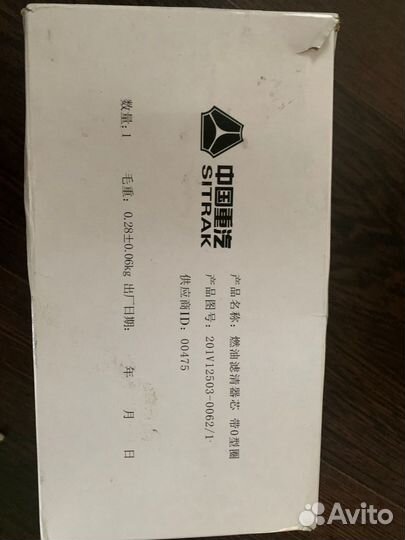 中国重汽
SITRAK
产品名称：燃油滤清器芯 带O型圈
产品图号：201V12503-0062/1
供应商ID：00475
数量：1 毛重：0.28±0.06kg 出厂日期： 年 月 日
Avito